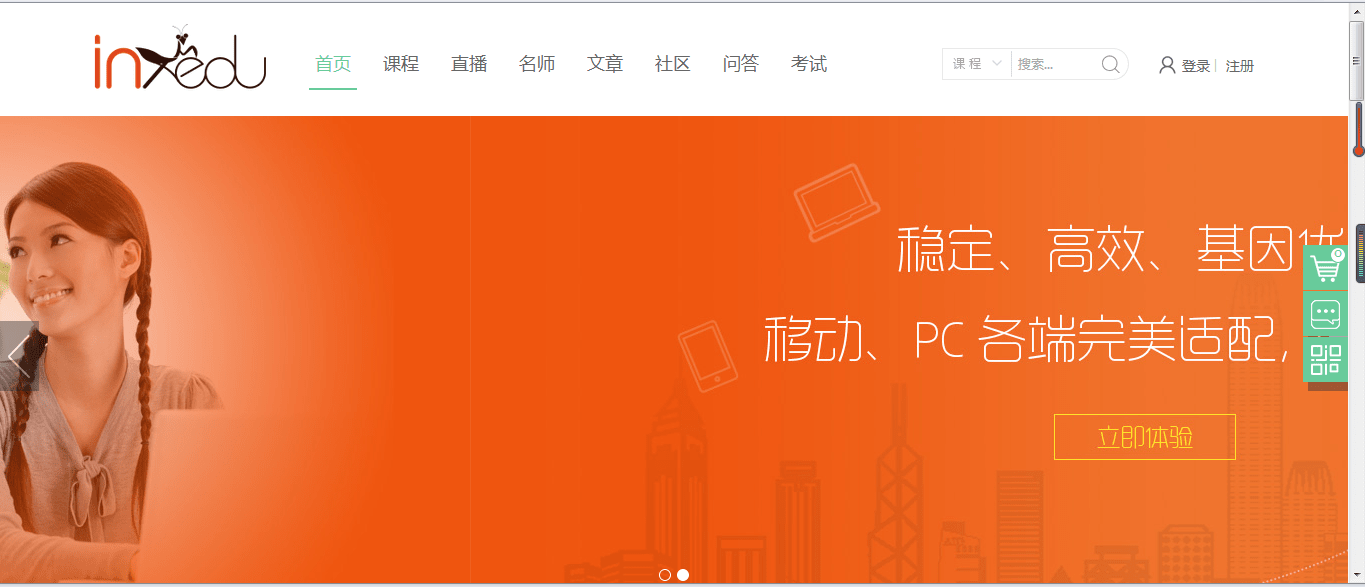 inxedu
首页 课程 直播 名师 文章 社区 问答 考试
课程 搜索... 登录 | 注册
稳定、高效、基因优
0
移动、PC 各端完美适配,
立即体验